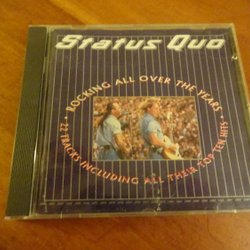 Status Quo
ROCKING ALL OVER THE YEARS
• 22 TRACKS INCLUDING ALL THEIR TOP TEN HITS •